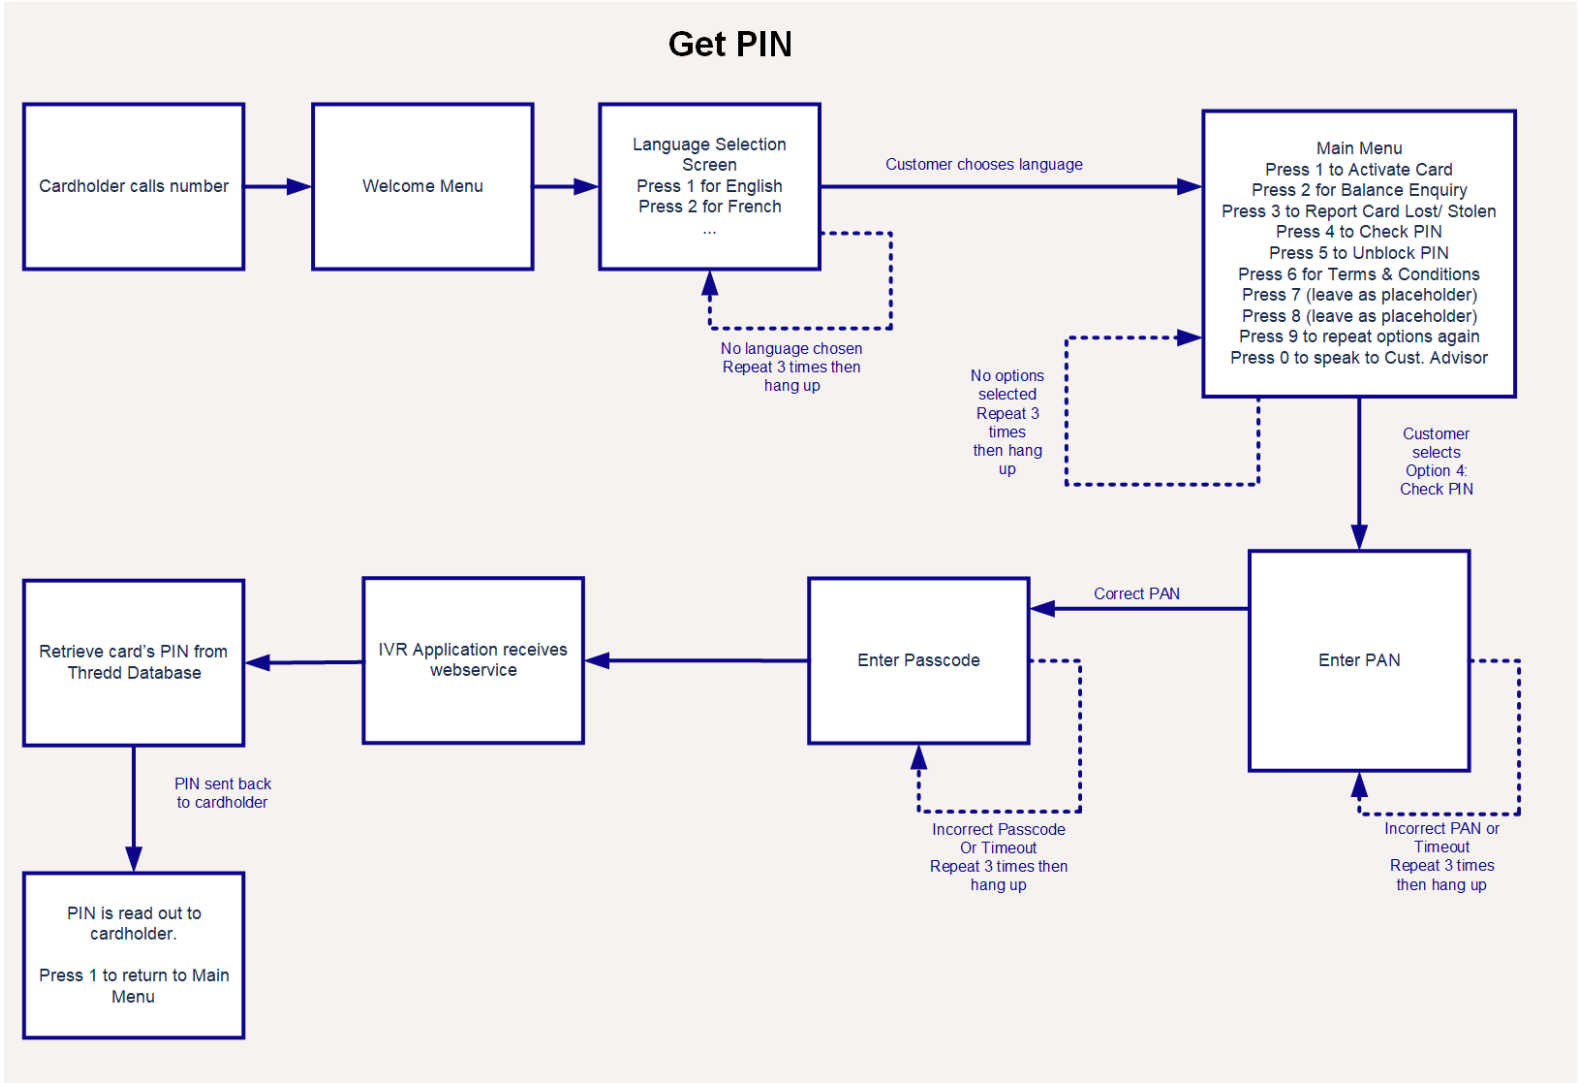 Get PIN
Cardholder calls number
Welcome Menu
Language Selection
Screen
Press 1 for English
Press 2 for French
...
Customer chooses language
Main Menu
Press 1 to Activate Card
Press 2 for Balance Enquiry
Press 3 to Report Card Lost/ Stolen
Press 4 to Check PIN
Press 5 to Unblock PIN
Press 6 for Terms & Conditions
Press 7 (leave as placeholder)
Press 8 (leave as placeholder)
Press 9 to repeat options again
Press 0 to speak to Cust. Advisor
No language chosen
Repeat 3 times then
hang up
No options
selected
Repeat 3
times
then hang
up
Customer
selects
Option 4:
Check PIN
Enter PAN
Correct PAN
Incorrect PAN or
Timeout
Repeat 3 times
then hang up
Enter Passcode
Incorrect Passcode
Or Timeout
Repeat 3 times then
hang up
IVR Application receives
webservice
Retrieve card's PIN from
Thredd Database
PIN sent back
to cardholder
PIN is read out to
cardholder.
Press 1 to return to Main
Menu